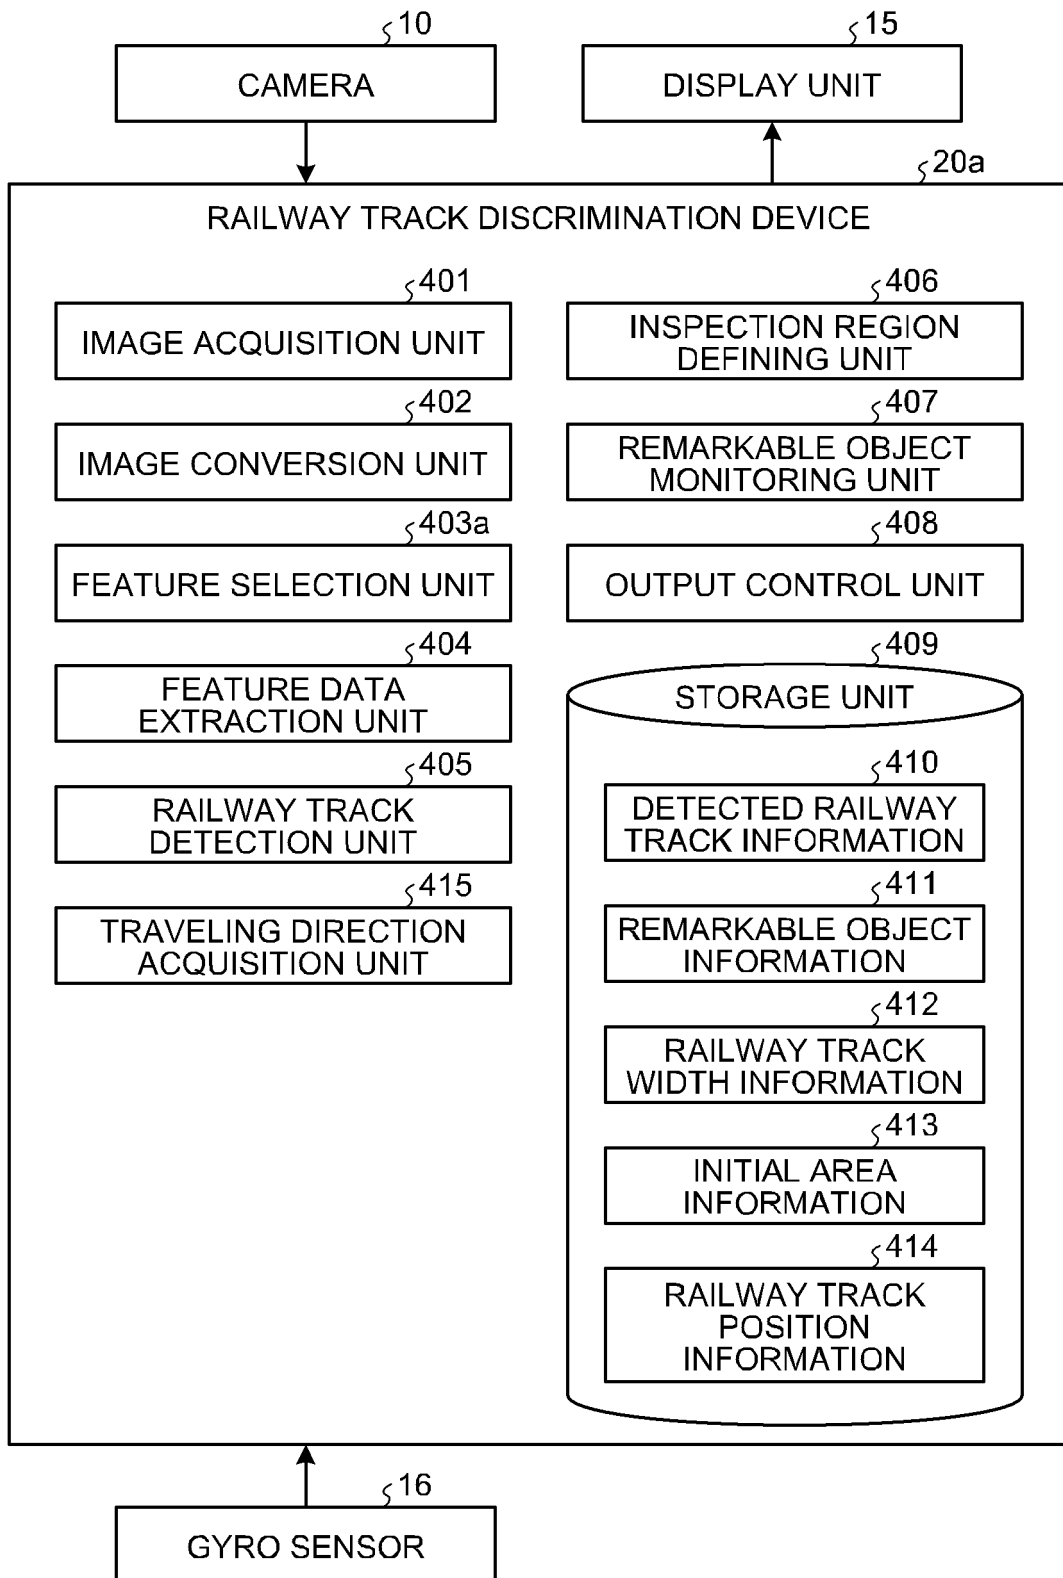 10
CAMERA
15
DISPLAY UNIT
20a
RAILWAY TRACK DISCRIMINATION DEVICE
401
IMAGE ACQUISITION UNIT
402
IMAGE CONVERSION UNIT
403a
FEATURE SELECTION UNIT
404
FEATURE DATA
EXTRACTION UNIT
405
RAILWAY TRACK
DETECTION UNIT
415
TRAVELING DIRECTION
ACQUISITION UNIT
406
INSPECTION REGION
DEFINING UNIT
407
REMARKABLE OBJECT
MONITORING UNIT
408
OUTPUT CONTROL UNIT
409
STORAGE UNIT
410
DETECTED RAILWAY
TRACK INFORMATION
411
REMARKABLE OBJECT
INFORMATION
412
RAILWAY TRACK
WIDTH INFORMATION
413
INITIAL AREA
INFORMATION
414
RAILWAY TRACK
POSITION
INFORMATION
16
GYRO SENSOR